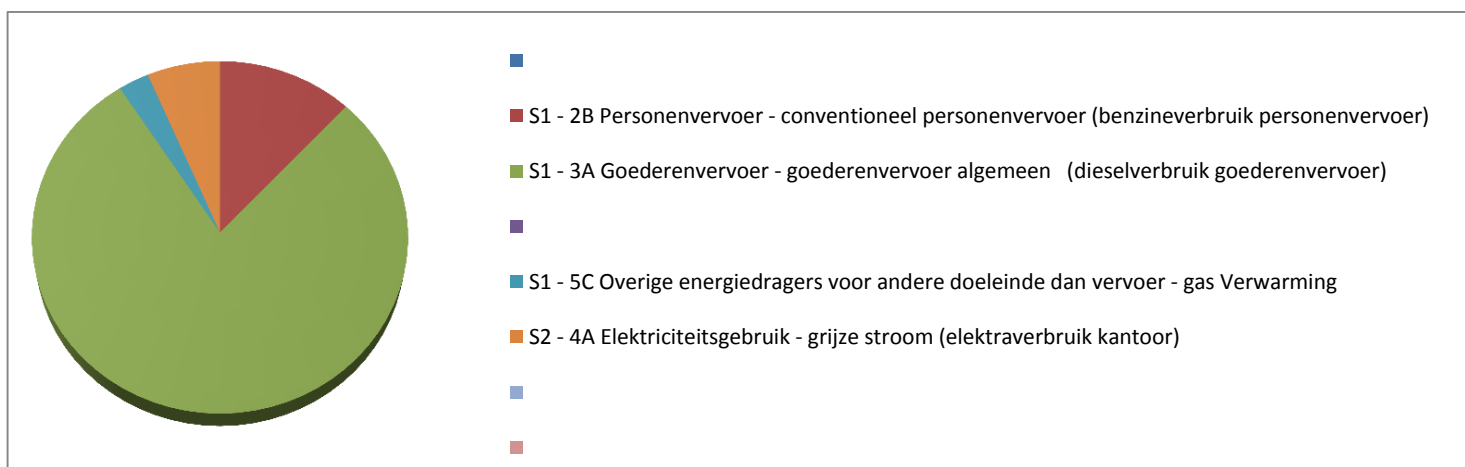 S1 - 2B Personenvervoer - conventioneel personenvervoer (benzineverbruik personenvervoer)
S1 - 3A Goederenvervoer - goederenvervoer algemeen (dieselverbruik goederenvervoer)
S1 - 5C Overige energiedragers voor andere doeleinde dan vervoer - gas Verwarming
S2 - 4A Elektriciteitsgebruik - grijze stroom (elektraverbruik kantoor)